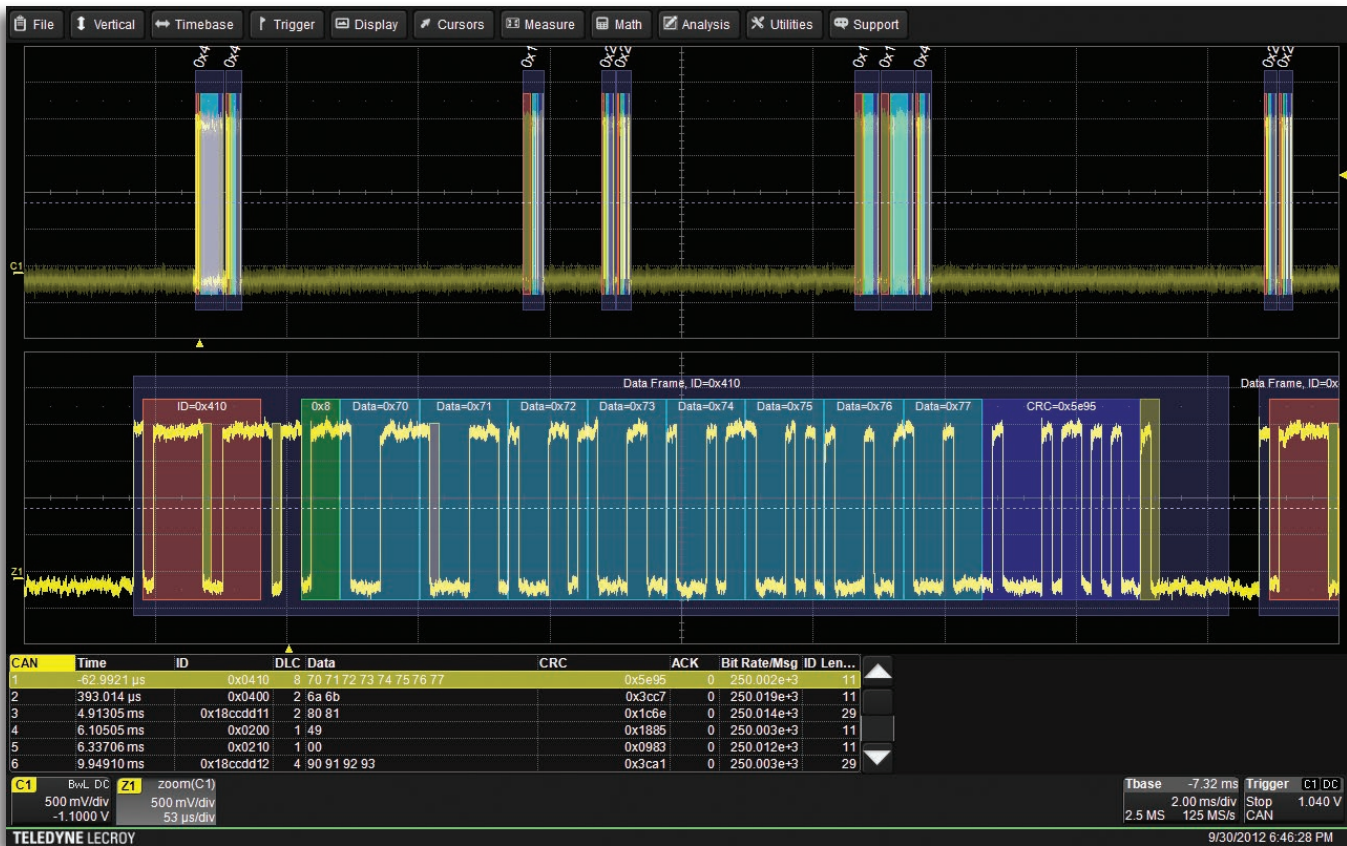 File Vertical Timebase Trigger Display Cursors Measure Math Analysis Utilities Support
0x4 0x4 0x1 0x2 0x2 0x1 0x1 0x4 0x2 0x2
C1
Data Frame, ID=0x410 Data Frame, ID=0x
ID=0x410 0x8 Data=0x70 Data=0x71 Data=0x72 Data=0x73 Data=0x74 Data=0x75 Data=0x76 Data=0x77 CRC=0x5e95
Z1
CAN Time ID DLC Data CRC ACK Bit Rate/Msg ID Len...
1 -62.9921 µs 0x0410 8 70 71 72 73 74 75 76 77 0x5e95 0 250.002e+3 11
2 393.014 µs 0x0400 2 6a 6b 0x3cc7 0 250.019e+3 11
3 4.91305 ms 0x18ccdd11 2 80 81 0x1c6e 0 250.014e+3 29
4 6.10505 ms 0x0200 1 49 0x1885 0 250.003e+3 11
5 6.33706 ms 0x0210 1 00 0x0983 0 250.012e+3 11
6 9.94910 ms 0x18ccdd12 4 90 91 92 93 0x3ca1 0 250.003e+3 29
C1 BwL DC Z1 zoom(C1) Tbase -7.32 ms Trigger C1 DC
500 mV/div 500 mV/div 2.00 ms/div Stop 1.040 V
-1.1000 V 53 µs/div 2.5 MS 125 MS/s CAN
TELEDYNE LECROY 9/30/2012 6:46:28 PM